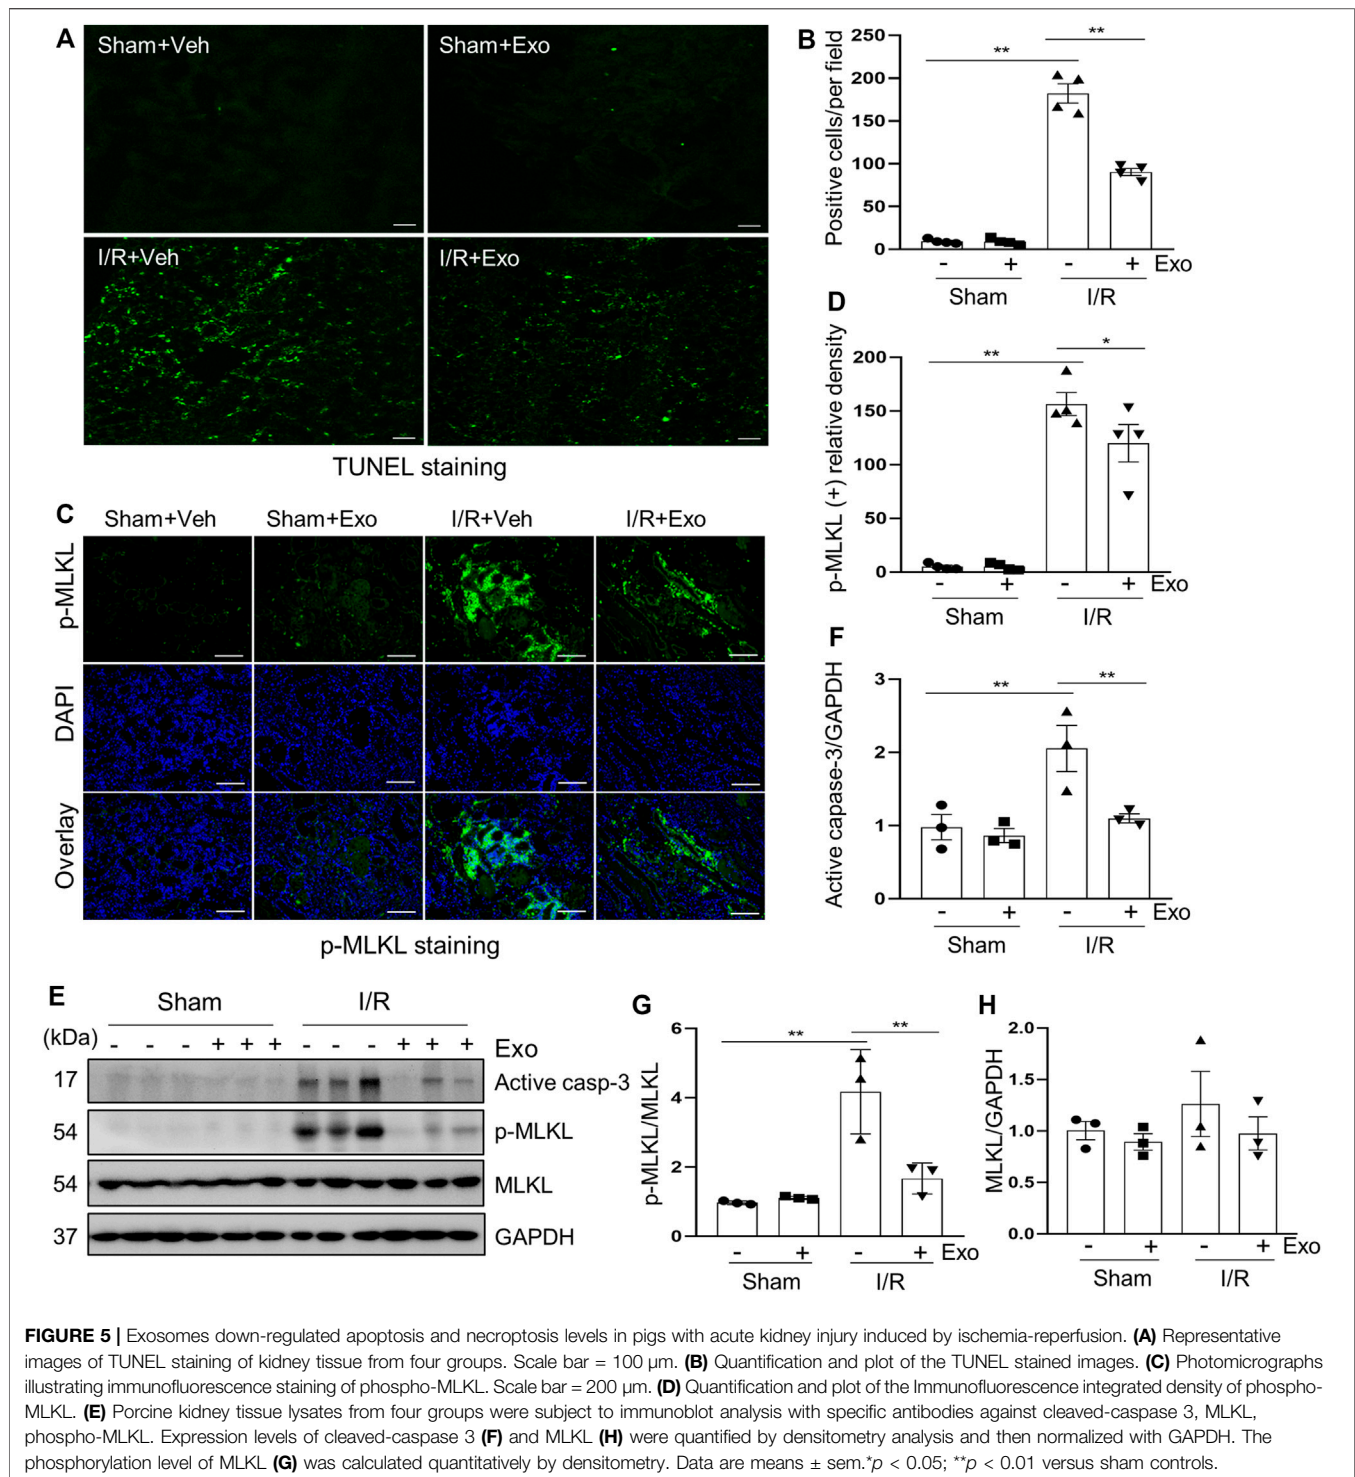 A
Sham+Veh
Sham+Exo
I/R+Veh
I/R+Exo
TUNEL staining
B
Positive cells/per field
250
200
150
100
50
0
**
**
- + - + Exo
Sham I/R
C
Sham+Veh Sham+Exo I/R+Veh I/R+Exo
p-MLKL
DAPI
Overlay
p-MLKL staining
D
p-MLKL (+) relative density
200
150
100
50
0
**
*
- + - + Exo
Sham I/R
F
Active capase-3/GAPDH
3
2
1
0
**
**
- + - + Exo
Sham I/R
E
Sham I/R
(kDa)
- - - + + + - - - + + + Exo
17 Active casp-3
54 p-MLKL
54 MLKL
37 GAPDH
G
p-MLKL/MLKL
6
4
2
0
**
**
- + - + Exo
Sham I/R
H
MLKL/GAPDH
2.0
1.5
1.0
0.5
0.0
- + - + Exo
Sham I/R
FIGURE 5 | Exosomes down-regulated apoptosis and necroptosis levels in pigs with acute kidney injury induced by ischemia-reperfusion. (A) Representative
images of TUNEL staining of kidney tissue from four groups. Scale bar = 100 µm. (B) Quantification and plot of the TUNEL stained images. (C) Photomicrographs
illustrating immunofluorescence staining of phospho-MLKL. Scale bar = 200 µm. (D) Quantification and plot of the Immunofluorescence integrated density of phospho-
MLKL. (E) Porcine kidney tissue lysates from four groups were subject to immunoblot analysis with specific antibodies against cleaved-caspase 3, MLKL,
phospho-MLKL. Expression levels of cleaved-caspase 3 (F) and MLKL (H) were quantified by densitometry analysis and then normalized with GAPDH. The
phosphorylation level of MLKL (G) was calculated quantitatively by densitometry. Data are means ± sem.*p < 0.05; **p < 0.01 versus sham controls.